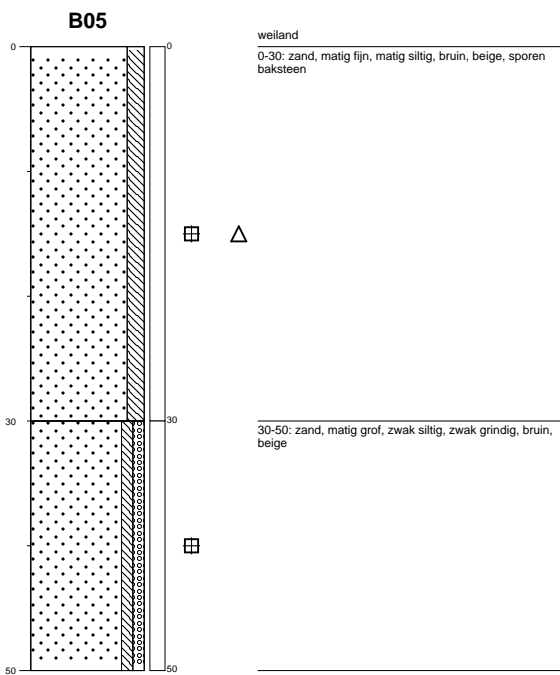 B05
0
0
weiland
0-30: zand, matig fijn, matig siltig, bruin, beige, sporen
baksteen
30
30
30-50: zand, matig grof, zwak siltig, zwak grindig, bruin,
beige
50
50